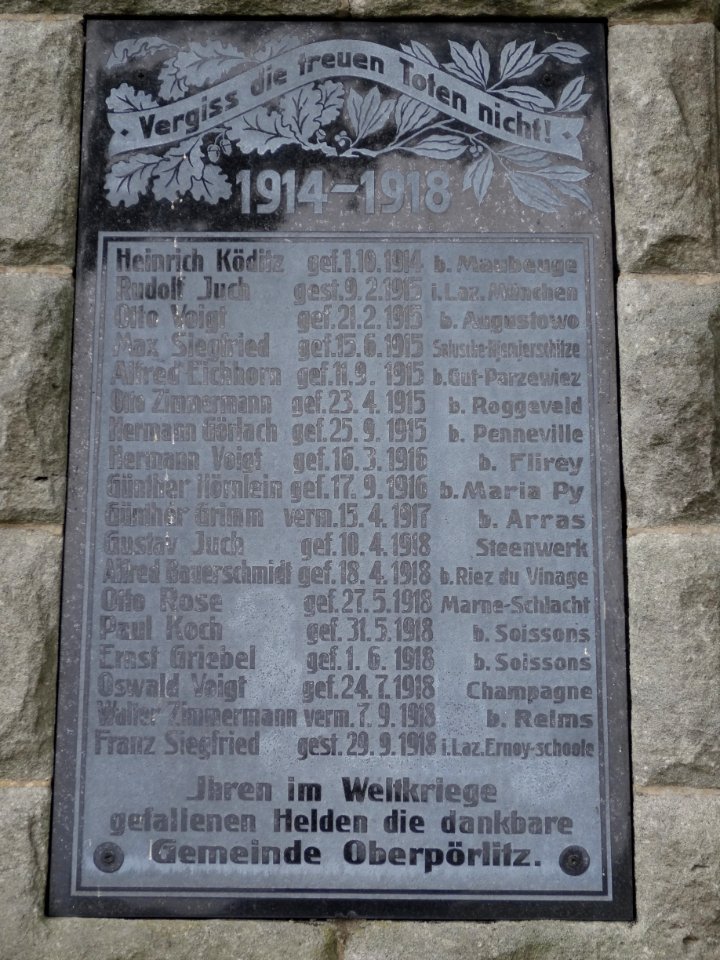 Vergiss die treuen Toten nicht!
1914-1918
Heinrich Köditz gef. 1.10. 1914 b. Maubeuge
Rudolf Juch gest. 9. 2. 1915 i. Laz. München
Otto Voigt gef. 21. 2. 1915 b. Augustowo
Max Siegfried gef. 15. 6. 1915
Alfred Eichhorn gef. 11. 9. 1915 b. Gut-Parzewiez
Otto Zimmermann gef. 23. 4. 1915 b. Roggeveld
Hermann Görlach gef. 25. 9. 1915 b. Penneville
Hermann Voigt gef. 16. 3. 1916 b. Flirey
Günther Hörnlein gef. 17. 9. 1916 b. Maria Py
Günther Grimm verm. 15. 4. 1917 b. Arras
Gustav Juch gef. 10. 4. 1918 Steenwerk
Alfred Bauerschmidt gef. 18. 4. 1918 b. Riez du Vinage
Otto Rose gef. 27. 5. 1918 Marne-Schlacht
Paul Koch gef. 31. 5. 1918 b. Soissons
Ernst Griebel gef. 1. 6. 1918 b. Soissons
Oswald Voigt gef. 24. 7. 1918 Champagne
Walter Zimmermann verm. 7. 9. 1918 b. Reims
Franz Siegfried gest. 29. 9. 1918 i. Laz. Ernoy-schoole
Ihren im Weltkriege
gefallenen Helden die dankbare
Gemeinde Oberpörlitz.